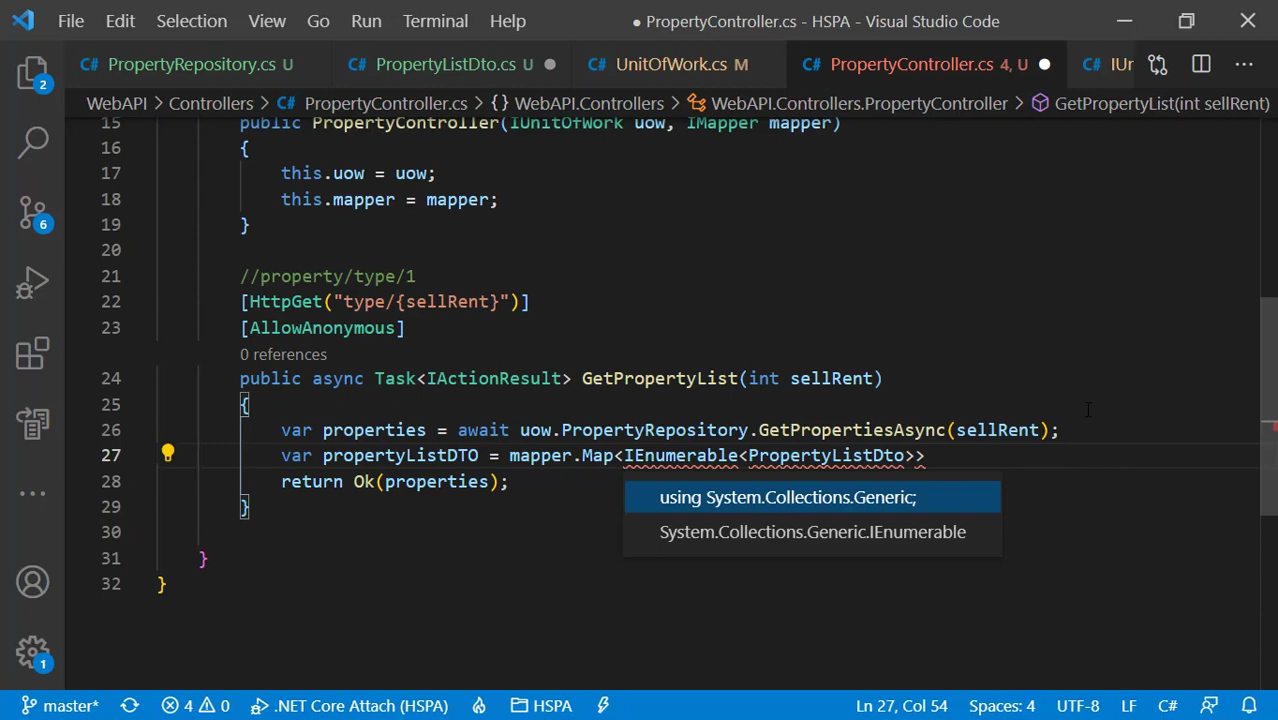 File Edit Selection View Go Run Terminal Help ● PropertyController.cs - HSPA - Visual Studio Code
C# PropertyRepository.cs U C# PropertyListDto.cs U ● C# UnitOfWork.cs M C# PropertyController.cs 4, U ● C# IUr ...
WebAPI > Controllers > C# PropertyController.cs > {} WebAPI.Controllers > WebAPI.Controllers.PropertyController > GetPropertyList(int sellRent)
15 public PropertyController(IUnitOfWork uow, IMapper mapper)
16 {
17 this.uow = uow;
18 this.mapper = mapper;
19 }
20
21 //property/type/1
22 [HttpGet("type/{sellRent}")]
23 [AllowAnonymous]
0 references
24 public async Task<IActionResult> GetPropertyList(int sellRent)
25 {
26 var properties = await uow.PropertyRepository.GetPropertiesAsync(sellRent);
27 var propertyListDTO = mapper.Map<IEnumerable<PropertyListDto>>
28 return Ok(properties);
29 }
30
31 }
32 }
using System.Collections.Generic;
System.Collections.Generic.IEnumerable
2
6
1
master* 4 0 .NET Core Attach (HSPA) HSPA Ln 27, Col 54 Spaces: 4 UTF-8 LF C#